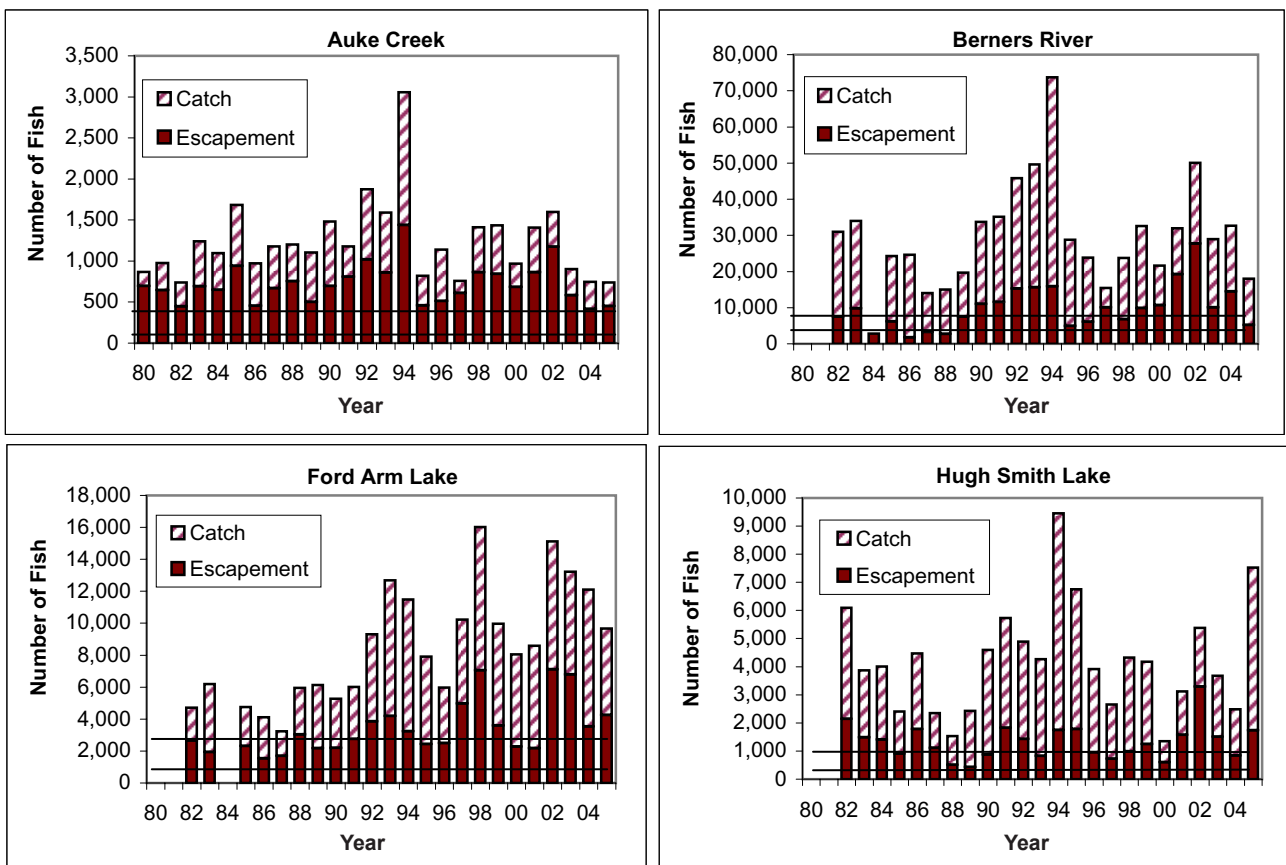 Auke Creek
3,500
3,000
2,500
2,000
1,500
1,000
500
0
Number of Fish
Catch
Escapement
80 82 84 86 88 90 92 94 96 98 00 02 04
Year
Berners River
80,000
70,000
60,000
50,000
40,000
30,000
20,000
10,000
0
Number of Fish
Catch
Escapement
80 82 84 86 88 90 92 94 96 98 00 02 04
Year
Ford Arm Lake
18,000
16,000
14,000
12,000
10,000
8,000
6,000
4,000
2,000
0
Number of Fish
Catch
Escapement
80 82 84 86 88 90 92 94 96 98 00 02 04
Year
Hugh Smith Lake
10,000
9,000
8,000
7,000
6,000
5,000
4,000
3,000
2,000
1,000
0
Number of Fish
Catch
Escapement
80 82 84 86 88 90 92 94 96 98 00 02 04
Year